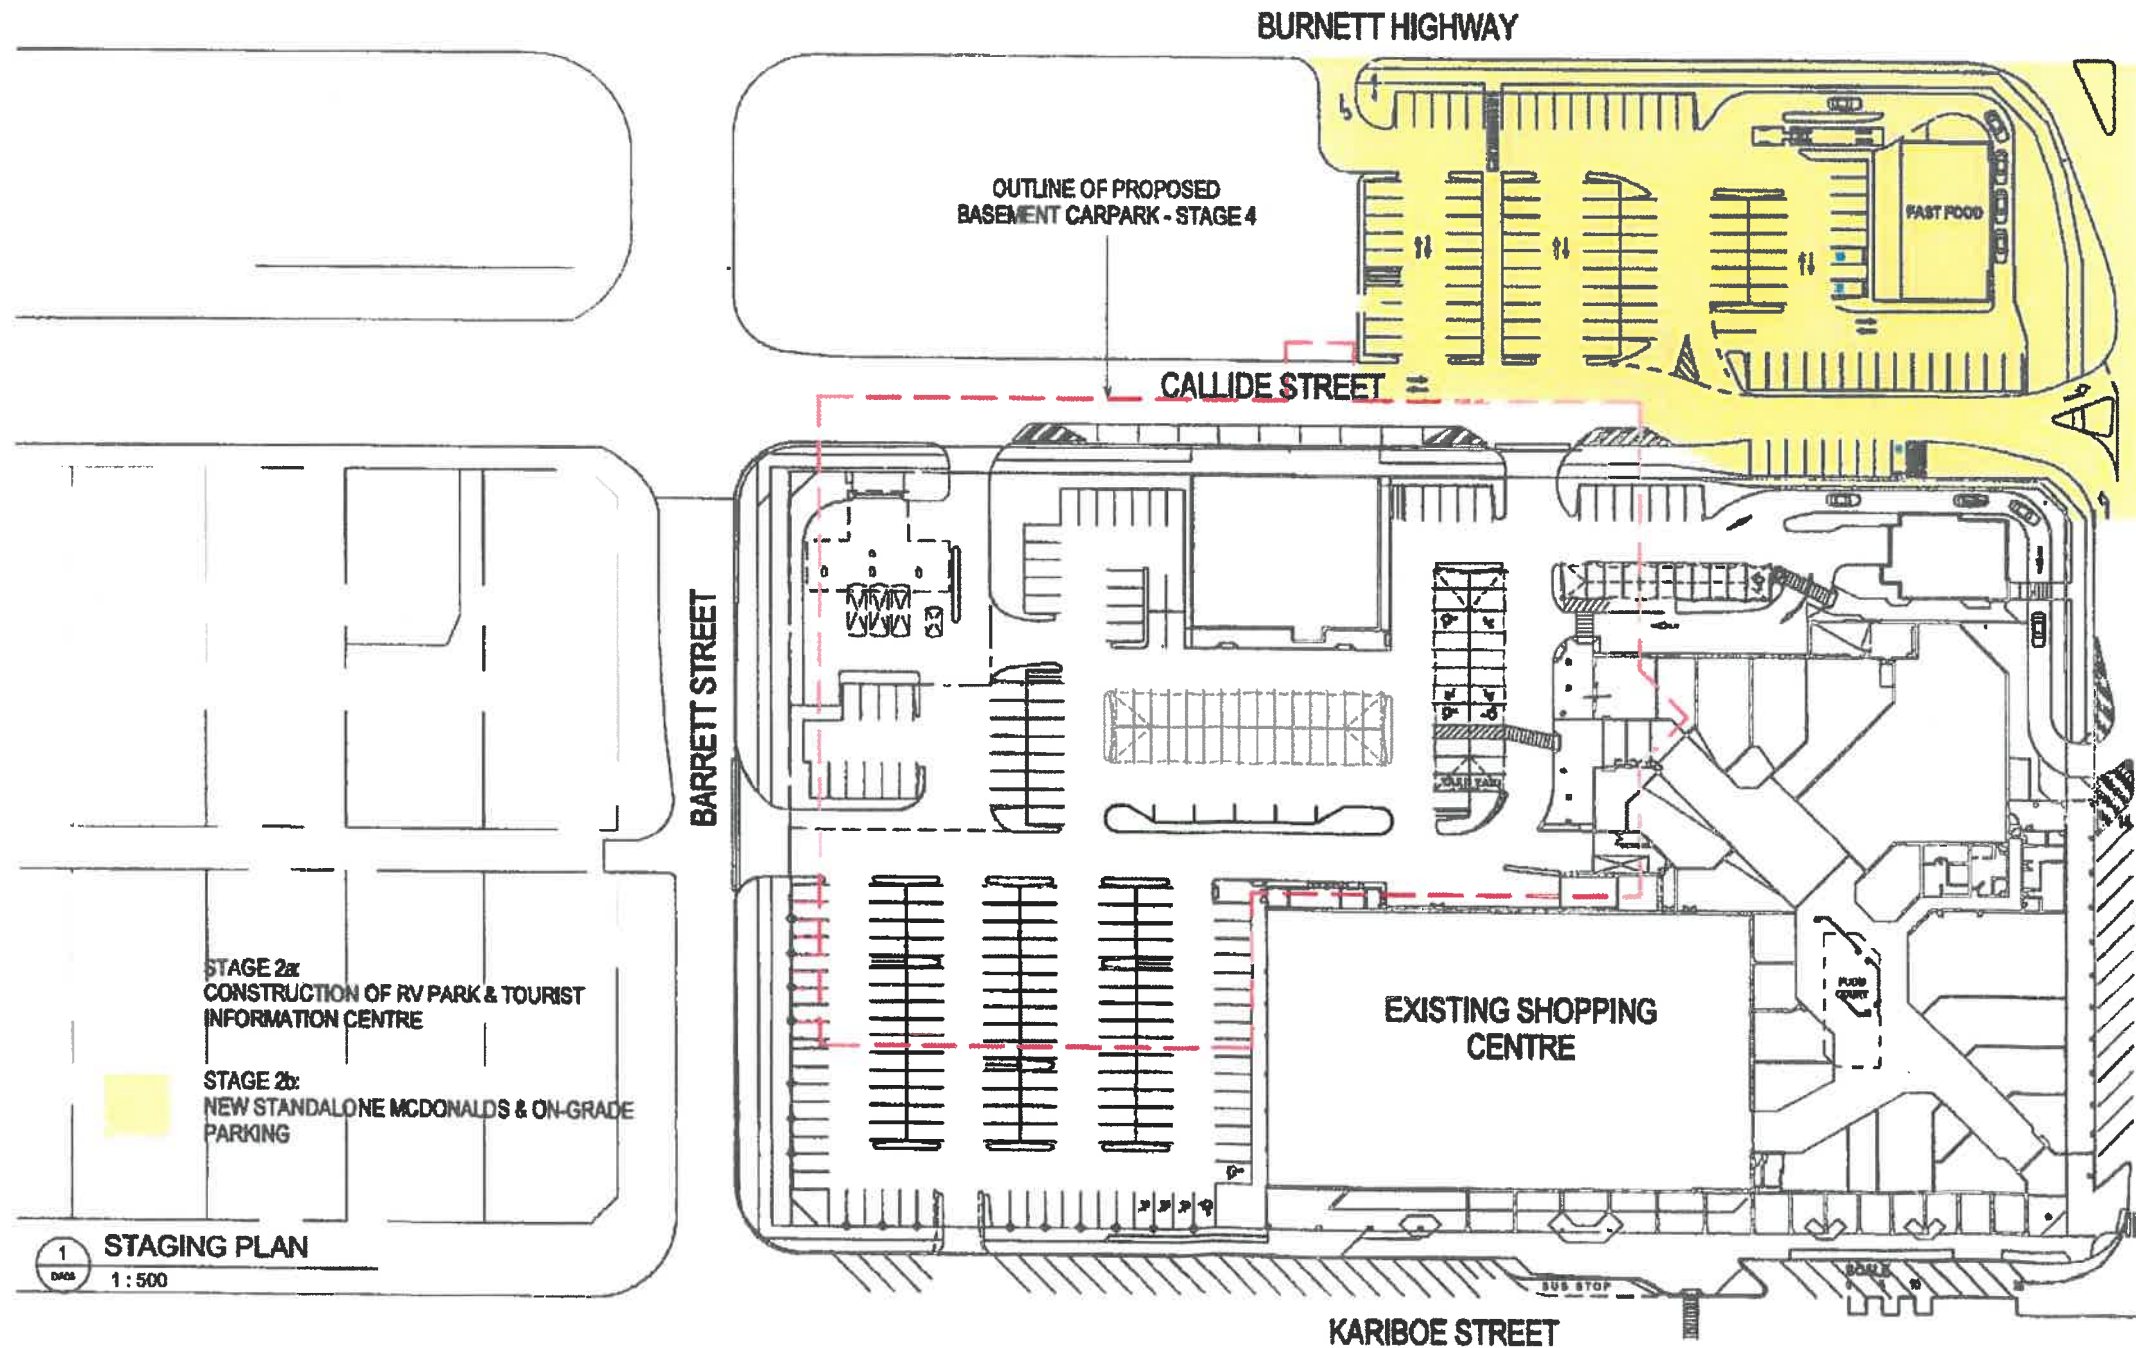 BURNETT HIGHWAY
OUTLINE OF PROPOSED
BASEMENT CARPARK - STAGE 4
FAST FOOD
CALLIDE STREET
BARRETT STREET
STAGE 2a:
CONSTRUCTION OF RV PARK & TOURIST
INFORMATION CENTRE
STAGE 2b:
NEW STANDALONE MCDONALDS & ON-GRADE
PARKING
EXISTING SHOPPING
CENTRE
FOOD
COURT
1
STAGING PLAN
1 : 500
BUS STOP
KARIBOE STREET